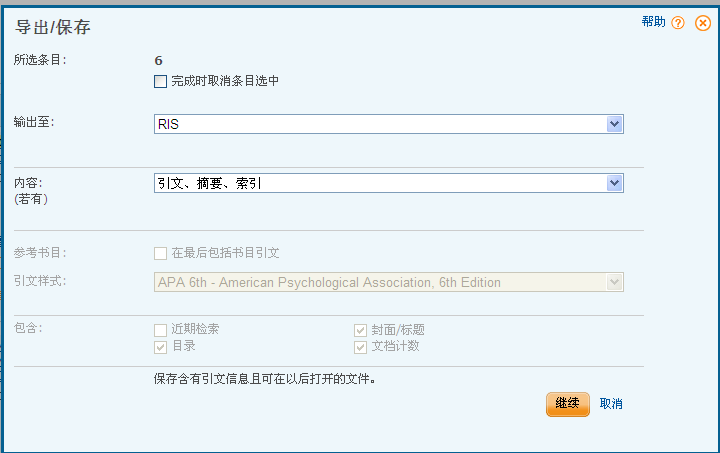 导出/保存
帮助 ?
所选条目: 6
完成时取消条目选中
输出至: RIS
内容: 引文、摘要、索引
(若有)
参考书目: 在最后包括书目引文
引文样式: APA 6th - American Psychological Association, 6th Edition
包含: 近期检索 封面/标题
目录 文档计数
保存含有引文信息且可在以后打开的文件。
继续 取消